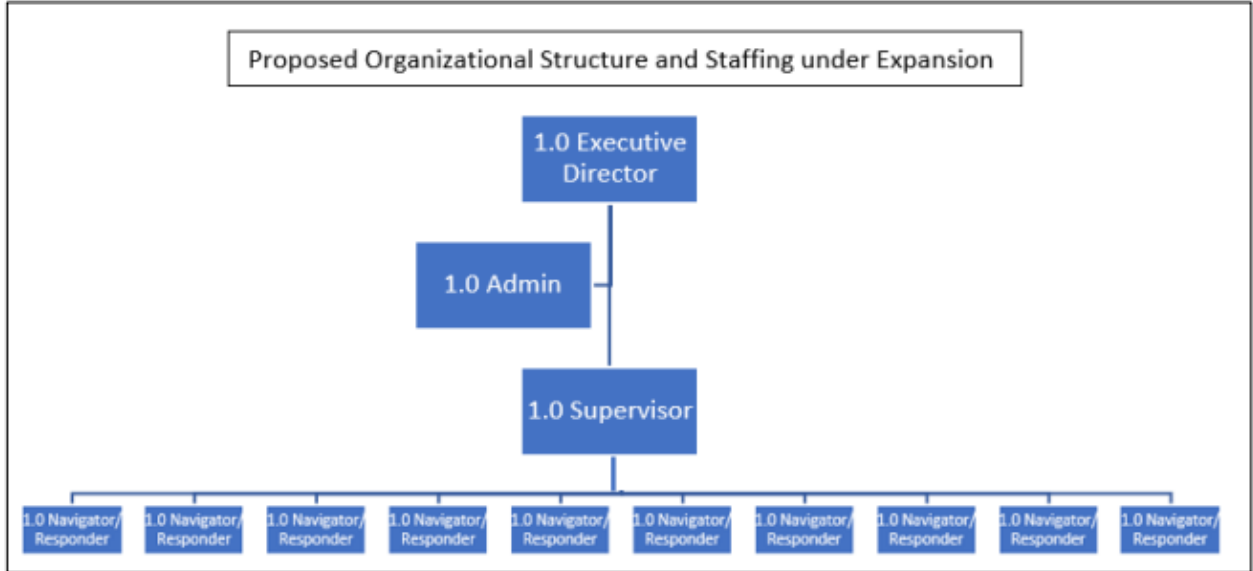 Proposed Organizational Structure and Staffing under Expansion
1.0 Executive
Director
1.0 Admin
1.0 Supervisor
1.0 Navigator/
Responder
1.0 Navigator/
Responder
1.0 Navigator/
Responder
1.0 Navigator/
Responder
1.0 Navigator/
Responder
1.0 Navigator/
Responder
1.0 Navigator/
Responder
1.0 Navigator/
Responder
1.0 Navigator/
Responder
1.0 Navigator/
Responder